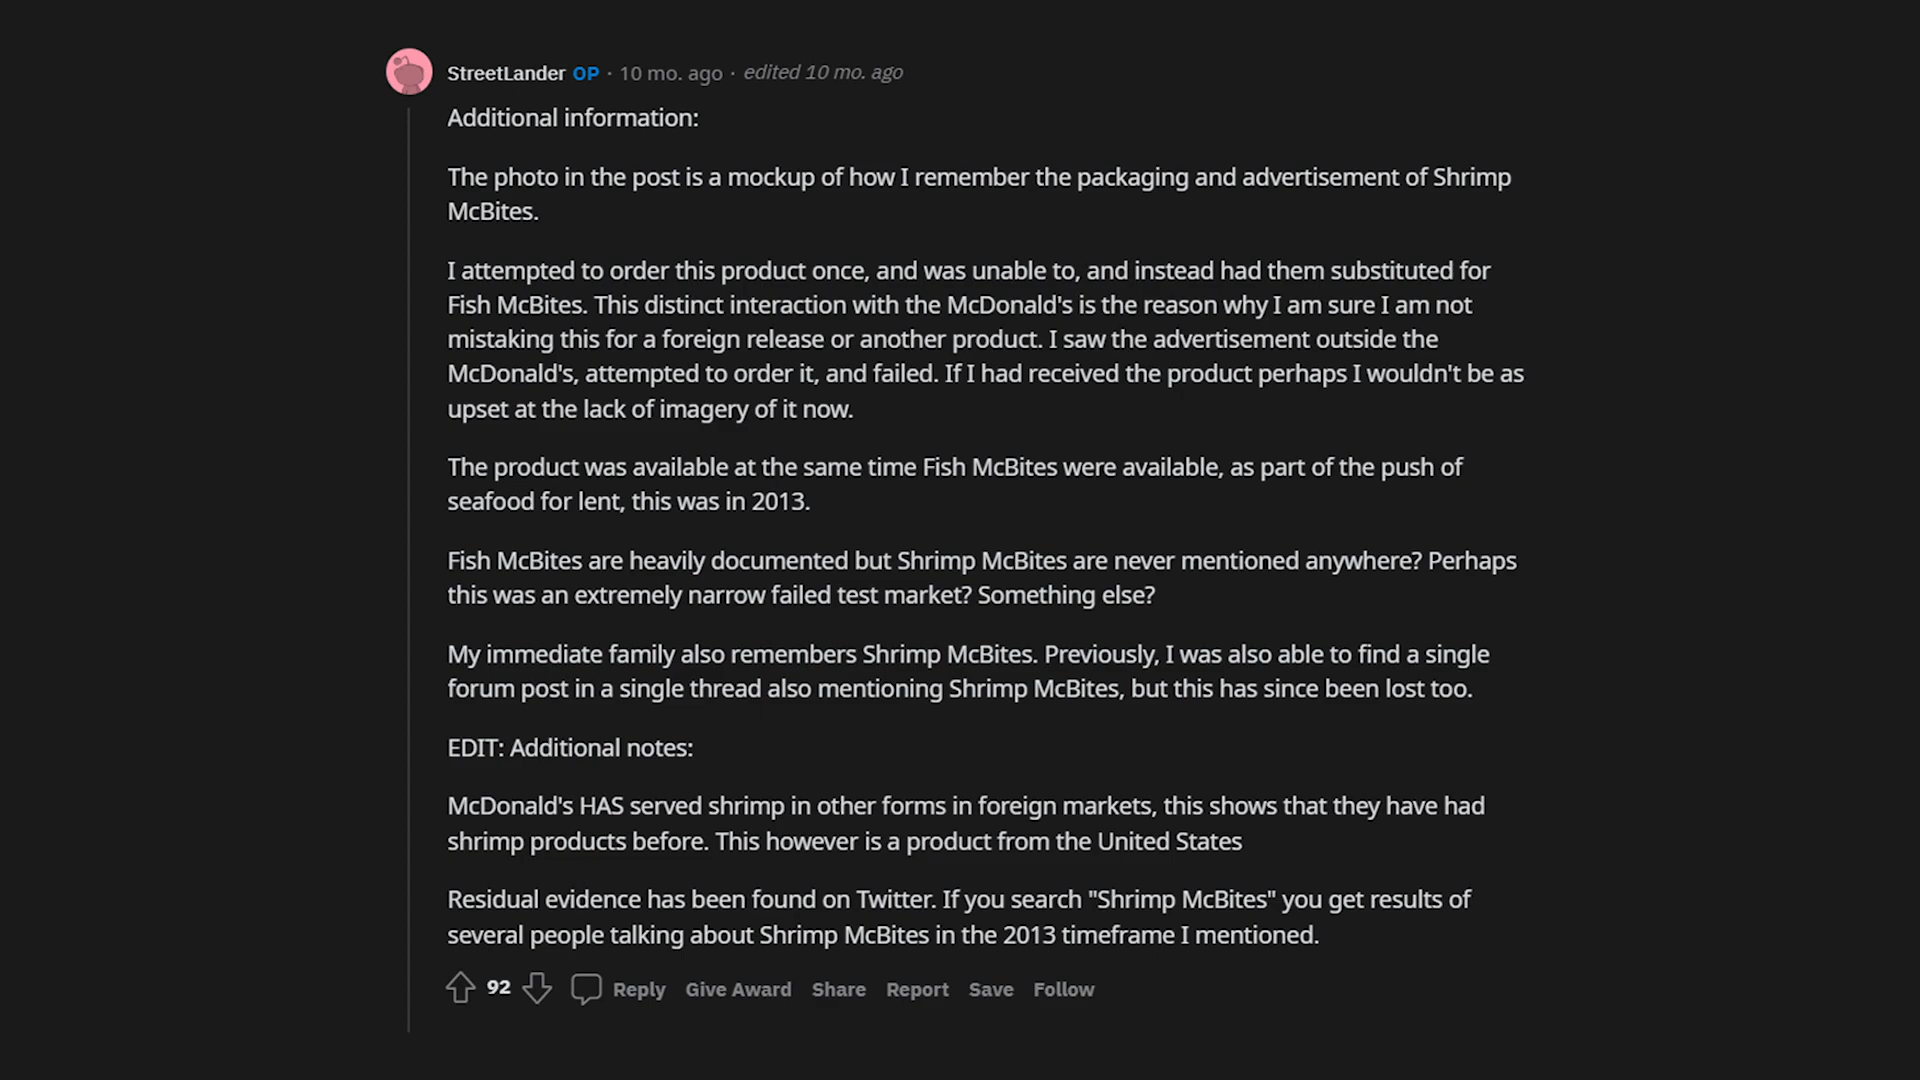 StreetLander OP · 10 mo. ago · edited 10 mo. ago
Additional information:
The photo in the post is a mockup of how I remember the packaging and advertisement of Shrimp
McBites.
I attempted to order this product once, and was unable to, and instead had them substituted for
Fish McBites. This distinct interaction with the McDonald's is the reason why I am sure I am not
mistaking this for a foreign release or another product. I saw the advertisement outside the
McDonald's, attempted to order it, and failed. If I had received the product perhaps I wouldn't be as
upset at the lack of imagery of it now.
The product was available at the same time Fish McBites were available, as part of the push of
seafood for lent, this was in 2013.
Fish McBites are heavily documented but Shrimp McBites are never mentioned anywhere? Perhaps
this was an extremely narrow failed test market? Something else?
My immediate family also remembers Shrimp McBites. Previously, I was also able to find a single
forum post in a single thread also mentioning Shrimp McBites, but this has since been lost too.
EDIT: Additional notes:
McDonald's HAS served shrimp in other forms in foreign markets, this shows that they have had
shrimp products before. This however is a product from the United States
Residual evidence has been found on Twitter. If you search "Shrimp McBites" you get results of
several people talking about Shrimp McBites in the 2013 timeframe I mentioned.
92 Reply Give Award Share Report Save Follow